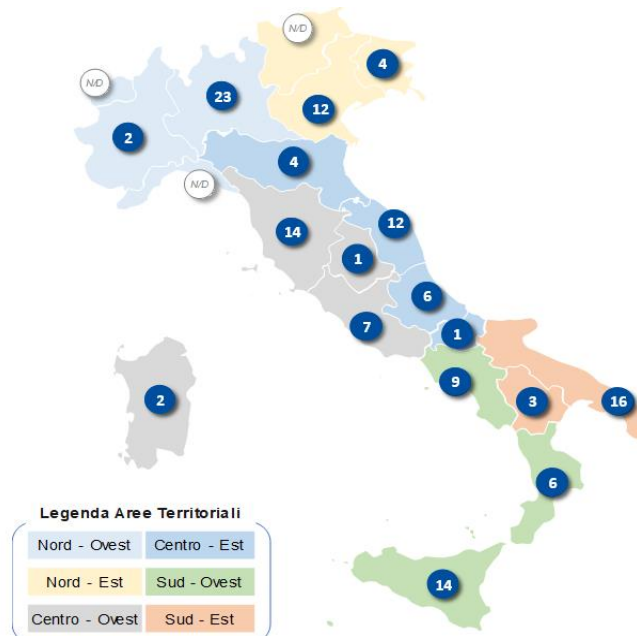 N/D
4
N/D
23
12
2
4
N/D
14
12
1
6
7
1
9
2
3
16
6
Legenda Aree Territoriali
Nord - Ovest Centro - Est
Nord - Est Sud - Ovest
Centro - Ovest Sud - Est
14